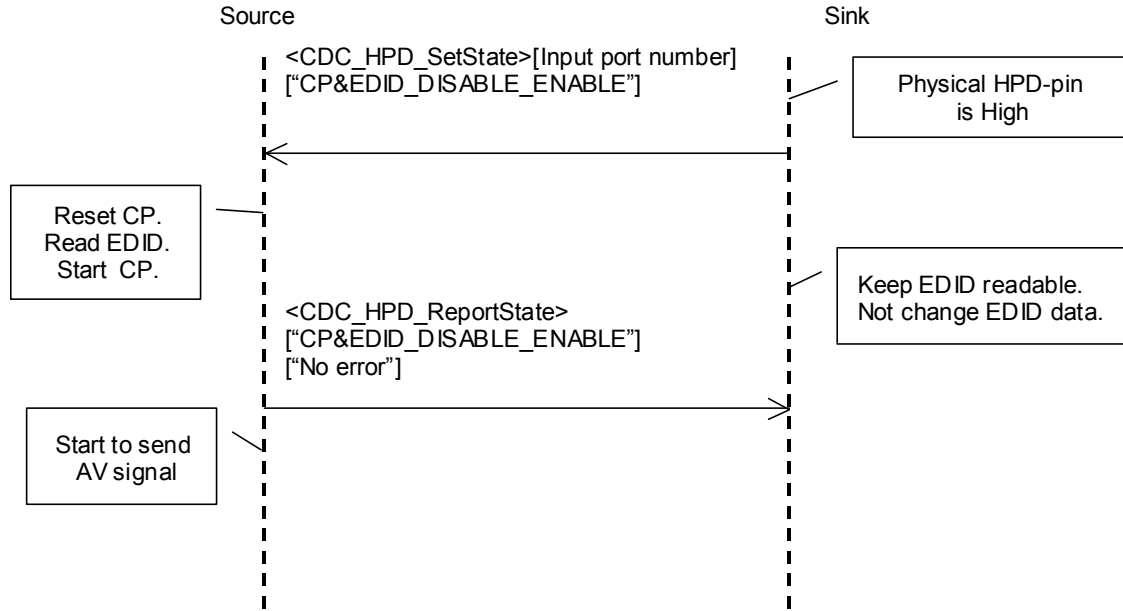 Source
Sink
<CDC_HPD_SetState>[Input port number]
[“CP&EDID_DISABLE_ENABLE”]
Physical HPD-pin
is High
Reset CP.
Read EDID.
Start CP.
Keep EDID readable.
Not change EDID data.
<CDC_HPD_ReportState>
[“CP&EDID_DISABLE_ENABLE”]
[“No error”]
Start to send
AV signal